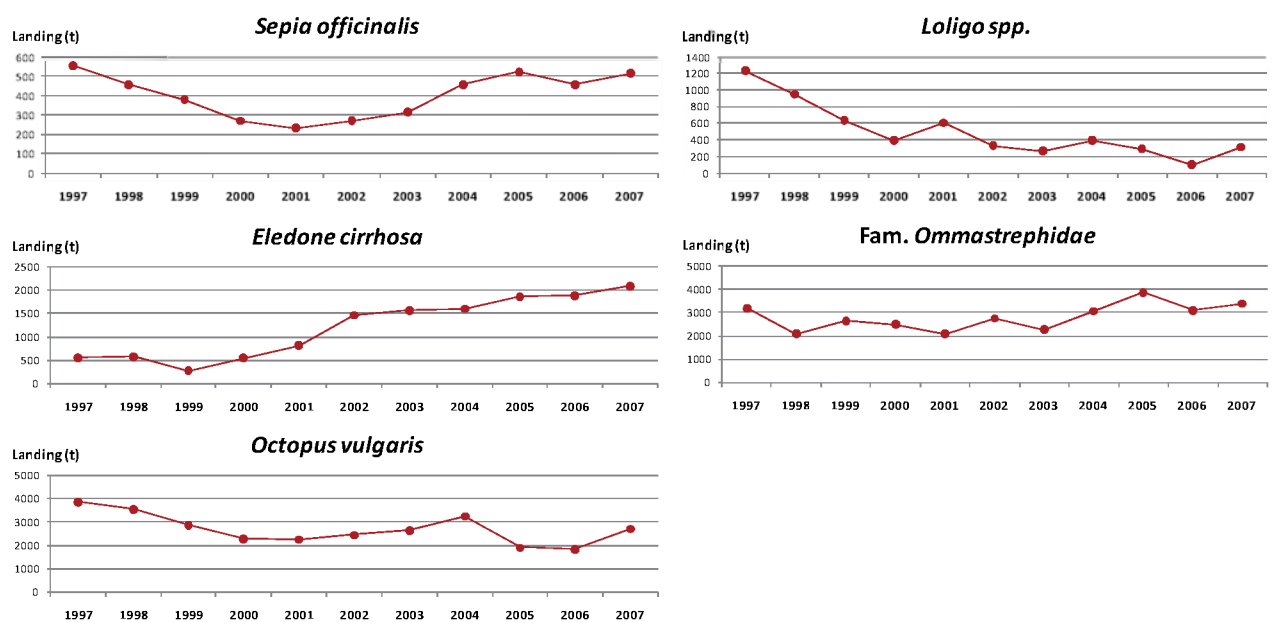 Sepia officinalis
Landing (t)
600
500
400
300
200
100
0
1997 1998 1999 2000 2001 2002 2003 2004 2005 2006 2007
Loligo spp.
Landing (t)
1400
1200
1000
800
600
400
200
0
1997 1998 1999 2000 2001 2002 2003 2004 2005 2006 2007
Eledone cirrhosa
Landing (t)
2500
2000
1500
1000
500
0
1997 1998 1999 2000 2001 2002 2003 2004 2005 2006 2007
Fam. Ommastrephidae
Landing (t)
5000
4000
3000
2000
1000
0
1997 1998 1999 2000 2001 2002 2003 2004 2005 2006 2007
Octopus vulgaris
Landing (t)
5000
4000
3000
2000
1000
0
1997 1998 1999 2000 2001 2002 2003 2004 2005 2006 2007